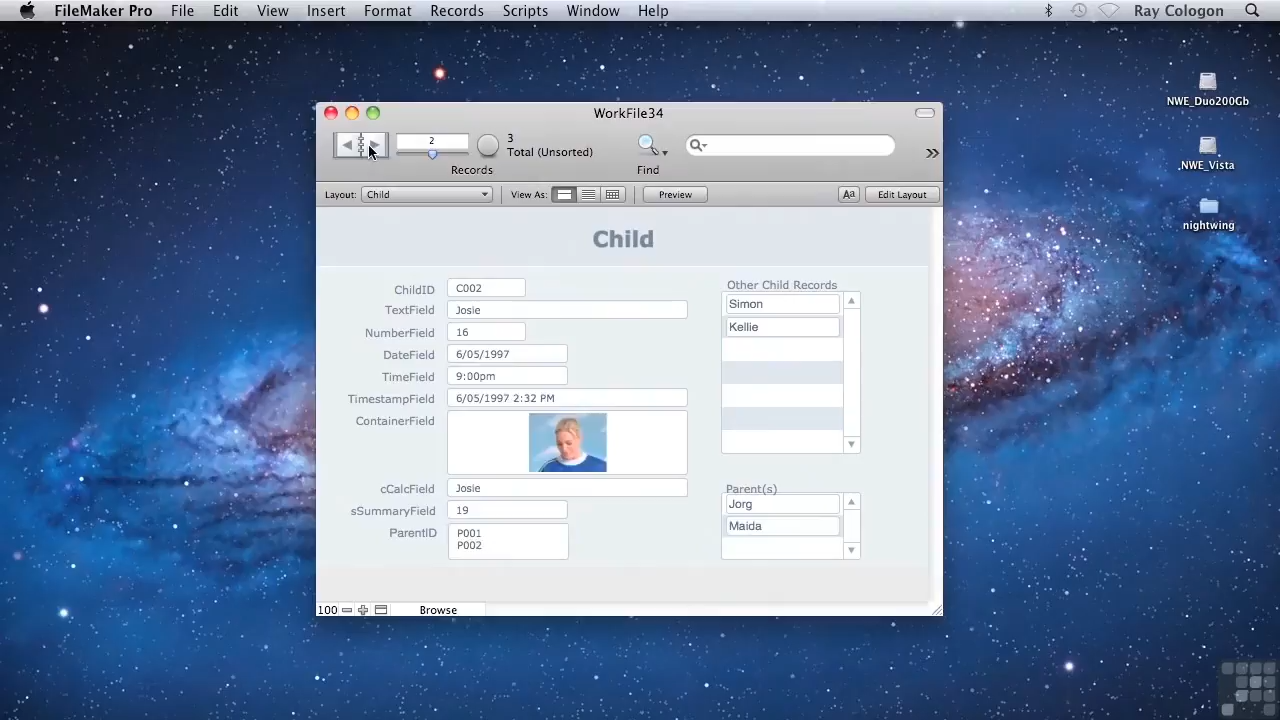 FileMaker Pro File Edit View Insert Format Records Scripts Window Help Ray Cologon
NWE_Duo200Gb
NWE_Vista
nightwing
WorkFile34
2
3
Total (Unsorted)
Records
Find
Layout: Child View As: Preview Aa Edit Layout
Child
ChildID C002
TextField Josie
NumberField 16
DateField 6/05/1997
TimeField 9:00pm
TimestampField 6/05/1997 2:32 PM
ContainerField
cCalcField Josie
sSummaryField 19
ParentID P001
P002
Other Child Records
Simon
Kellie
Parent(s)
Jorg
Maida
100 Browse